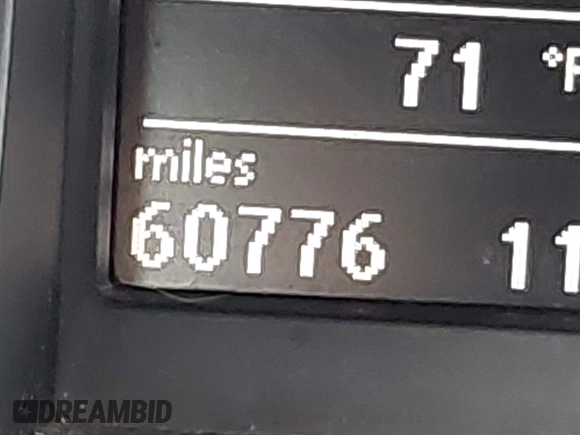 71 °F
miles
60776 11
DREAMBID